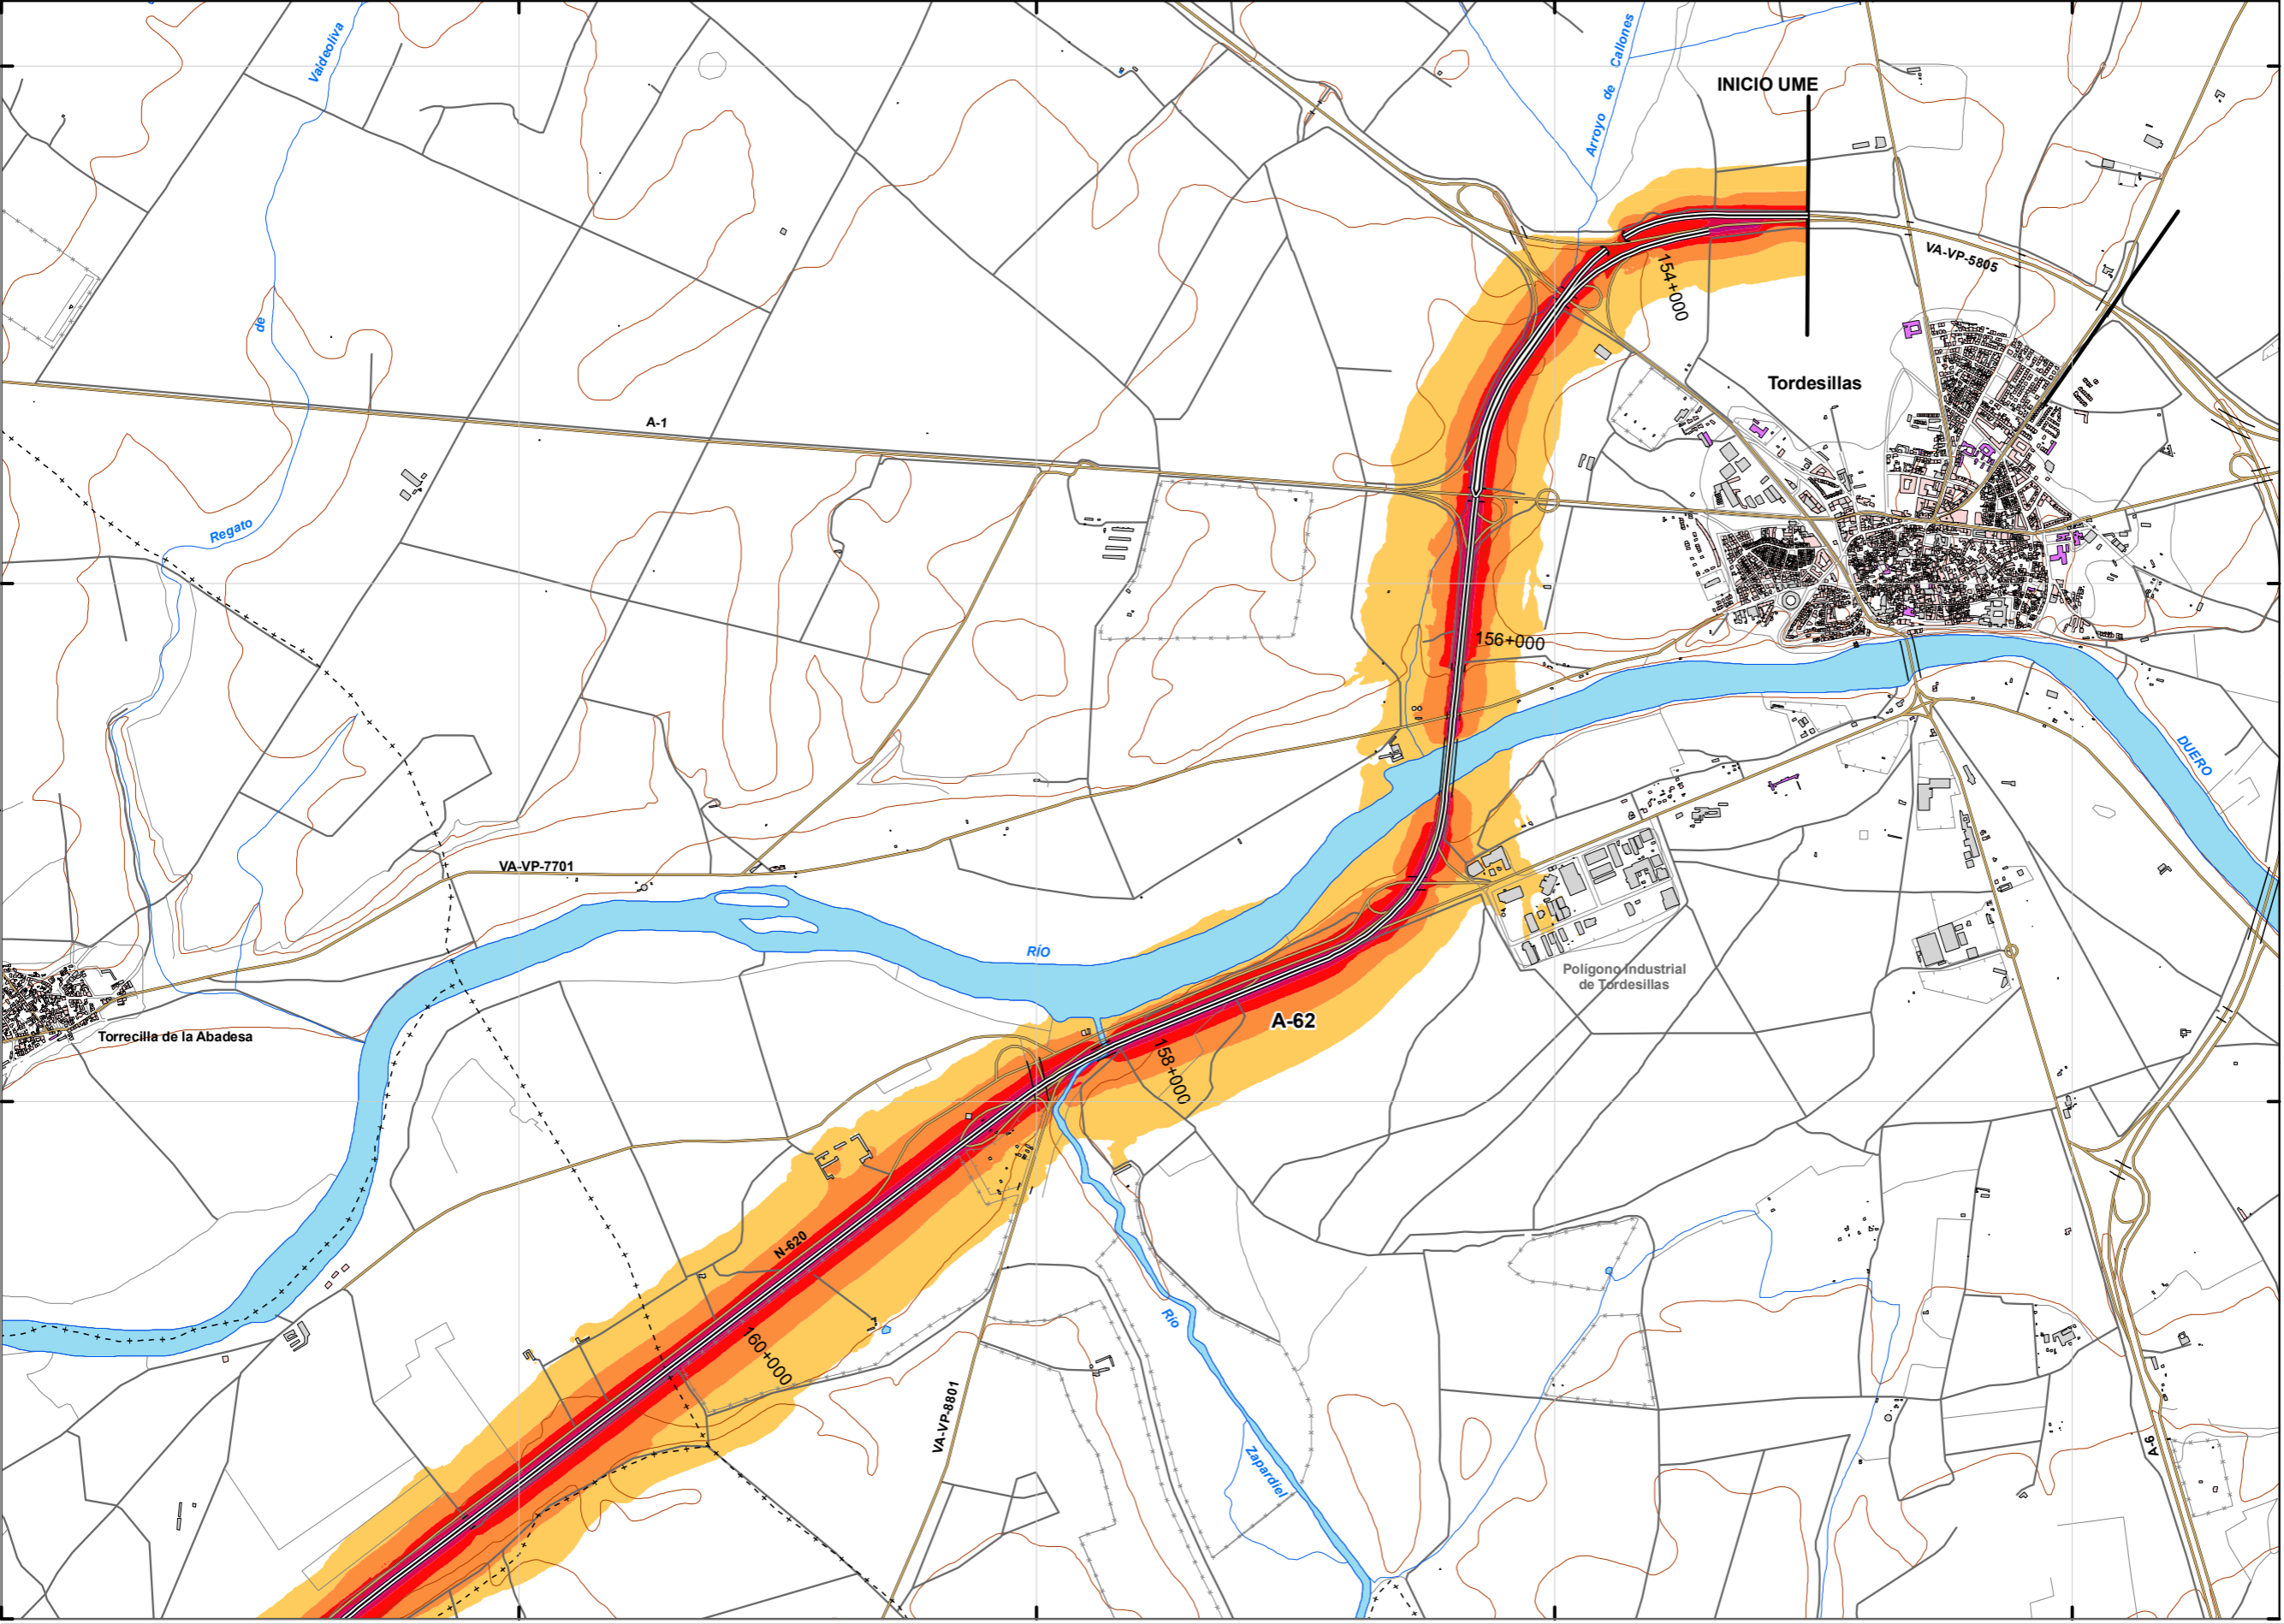 Valdeoliva
Arroyo de Callones
INICIO UME
VA-VP-5805
154+000
de
Tordesillas
A-1
Regato
156+000
DUERO
VA-VP-7701
RÍO
Polígono Industrial
de Tordesillas
A-62
Torrecilla de la Abadesa
158+000
N-620
Río
160+000
VA-VP-8801
Zapardiel
A-6